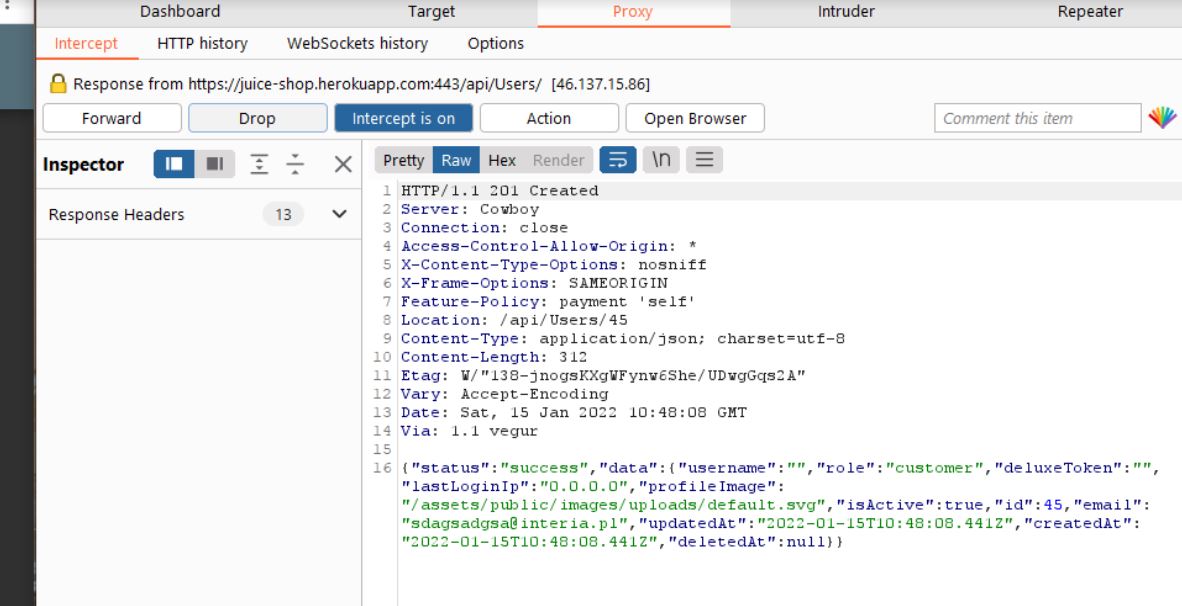 Dashboard Target Proxy Intruder Repeater
Intercept HTTP history WebSockets history Options
Response from https://juice-shop.herokuapp.com:443/api/Users/ [46.137.15.86]
Forward Drop Intercept is on Action Open Browser Comment this item
Inspector Pretty Raw Hex Render \n
Response Headers 13
1 HTTP/1.1 201 Created
2 Server: Cowboy
3 Connection: close
4 Access-Control-Allow-Origin: *
5 X-Content-Type-Options: nosniff
6 X-Frame-Options: SAMEORIGIN
7 Feature-Policy: payment 'self'
8 Location: /api/Users/45
9 Content-Type: application/json; charset=utf-8
10 Content-Length: 312
11 Etag: W/"138-jnogsKXgWFynw6She/UDwgGqs2A"
12 Vary: Accept-Encoding
13 Date: Sat, 15 Jan 2022 10:48:08 GMT
14 Via: 1.1 vegur
15
16 {"status":"success","data":{"username":"","role":"customer","deluxeToken":"",
"lastLoginIp":"0.0.0.0","profileImage":
"/assets/public/images/uploads/default.svg","isActive":true,"id":45,"email":
"sdagsadgsa@interia.pl","updatedAt":"2022-01-15T10:48:08.441Z","createdAt":
"2022-01-15T10:48:08.441Z","deletedAt":null}}